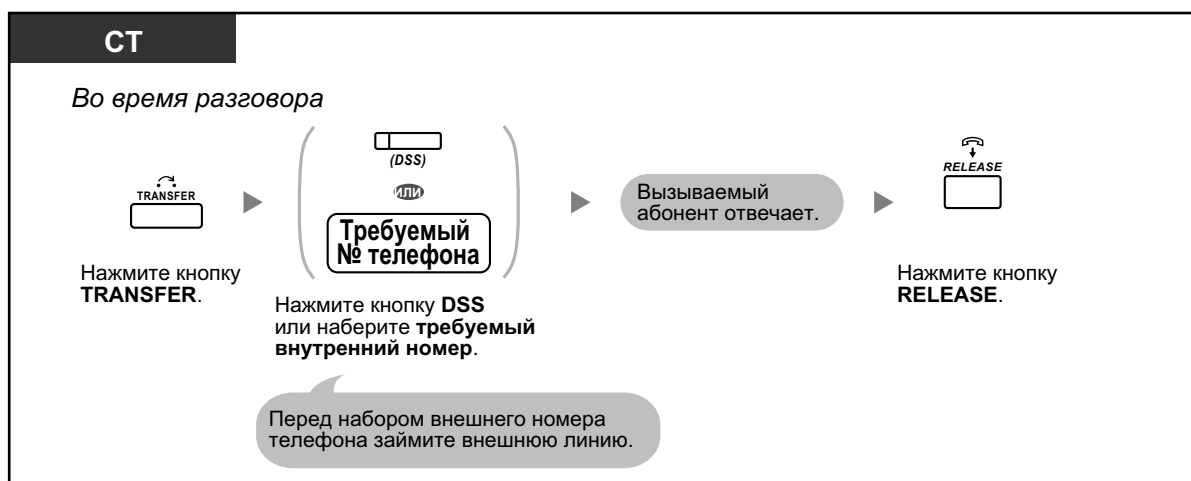 СТ
Во время разговора
TRANSFER
Нажмите кнопку
TRANSFER.
(DSS)
или
Требуемый
№ телефона
Нажмите кнопку DSS
или наберите требуемый
внутренний номер.
Перед набором внешнего номера
телефона займите внешнюю линию.
Вызываемый
абонент отвечает.
RELEASE
Нажмите кнопку
RELEASE.